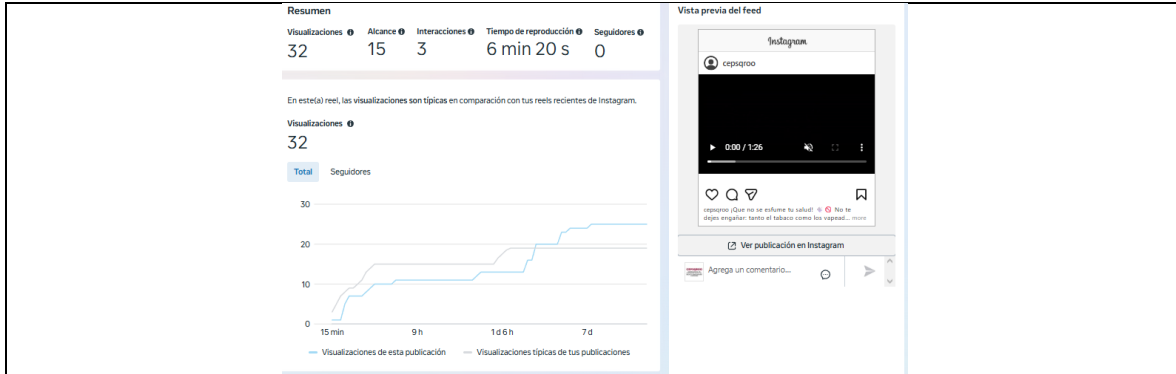 Resumen
Visualizaciones Alcance Interacciones Tiempo de reproducción Seguidores
32 15 3 6 min 20 s 0
En este(a) reel, las visualizaciones son típicas en comparación con tus reels recientes de Instagram.
Visualizaciones
32
Total Seguidores
30
20
10
0
15 min 9 h 1 d 6 h 7 d
Visualizaciones de esta publicación Visualizaciones típicas de tus publicaciones
Vista previa del feed
Instagram
cepsqroo
0:00 / 1:26
cepsqroo ¡Que no se esfume tu salud! No te
dejes engañar: tanto el tabaco como los vapead... more
Ver publicación en Instagram
Agrega un comentario...